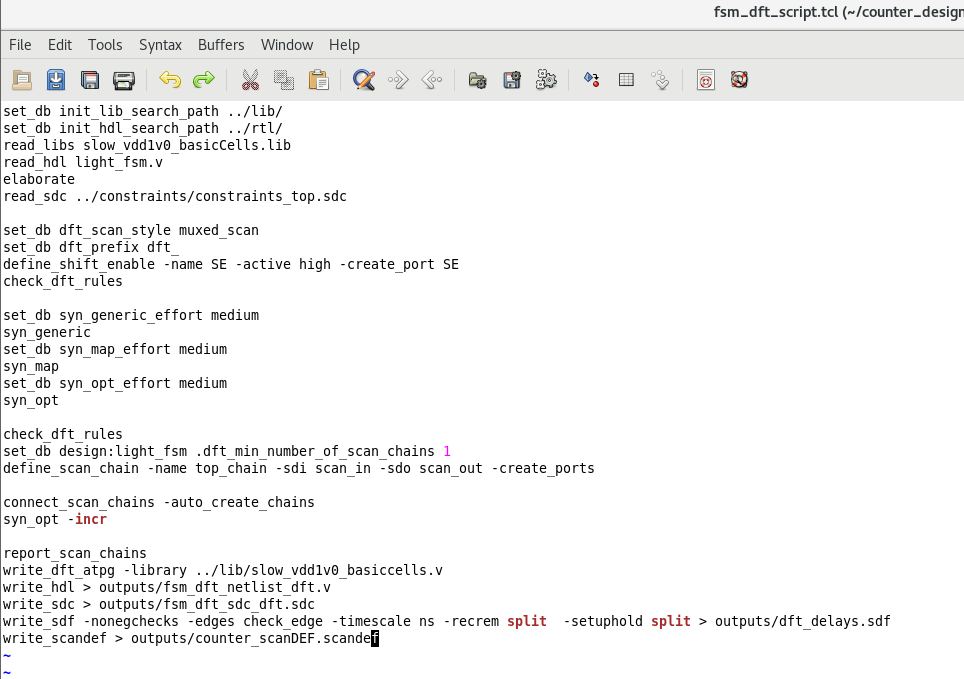 fsm_dft_script.tcl (~/counter_design
File Edit Tools Syntax Buffers Window Help
set_db init_lib_search_path ../lib/
set_db init_hdl_search_path ../rtl/
read_libs slow_vdd1v0_basicCells.lib
read_hdl light_fsm.v
elaborate
read_sdc ../constraints/constraints_top.sdc
set_db dft_scan_style muxed_scan
set_db dft_prefix dft_
define_shift_enable -name SE -active high -create_port SE
check_dft_rules
set_db syn_generic_effort medium
syn_generic
set_db syn_map_effort medium
syn_map
set_db syn_opt_effort medium
syn_opt
check_dft_rules
set_db design:light_fsm .dft_min_number_of_scan_chains 1
define_scan_chain -name top_chain -sdi scan_in -sdo scan_out -create_ports
connect_scan_chains -auto_create_chains
syn_opt -incr
report_scan_chains
write_dft_atpg -library ../lib/slow_vdd1v0_basiccells.v
write_hdl > outputs/fsm_dft_netlist_dft.v
write_sdc > outputs/fsm_dft_sdc_dft.sdc
write_sdf -nonegchecks -edges check_edge -timescale ns -recrem split  -setuphold split > outputs/dft_delays.sdf
write_scandef > outputs/counter_scanDEF.scandef
~
~